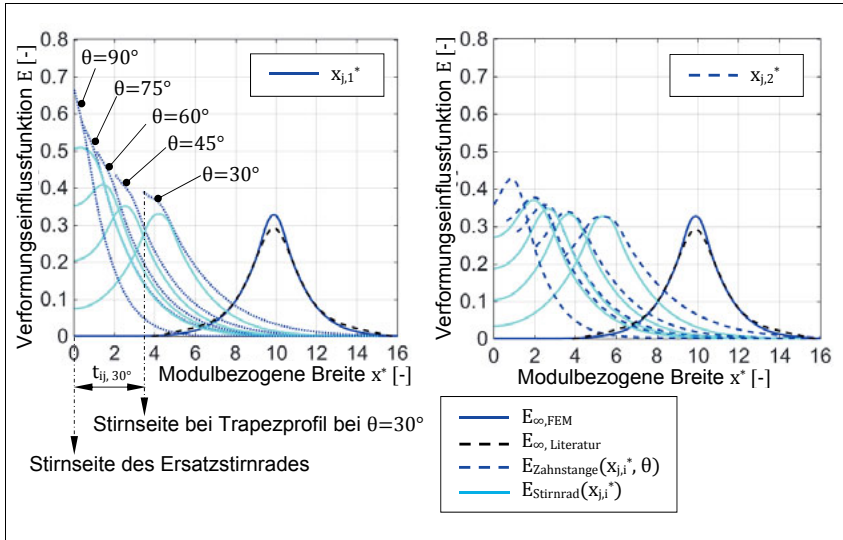 Verformungseinflussfunktion E [-]
0.8
0.7
0.6
0.5
0.4
0.3
0.2
0.1
0
θ=90°
θ=75°
θ=60°
θ=45°
θ=30°
x_{j,1}*
0 2 4 6 8 10 12 14 16
t_{ij, 30°}
Modulbezogene Breite x* [-]
Stirnseite bei Trapezprofil bei θ=30°
Stirnseite des Ersatzstirnrades
Verformungseinflussfunktion E [-]
0.8
0.7
0.6
0.5
0.4
0.3
0.2
0.1
0
x_{j,2}*
0 2 4 6 8 10 12 14 16
Modulbezogene Breite x* [-]
E_{∞,FEM}
E_{∞, Literatur}
E_{Zahnstange}(x_{j,i}*, θ)
E_{Stirnrad}(x_{j,i}*)